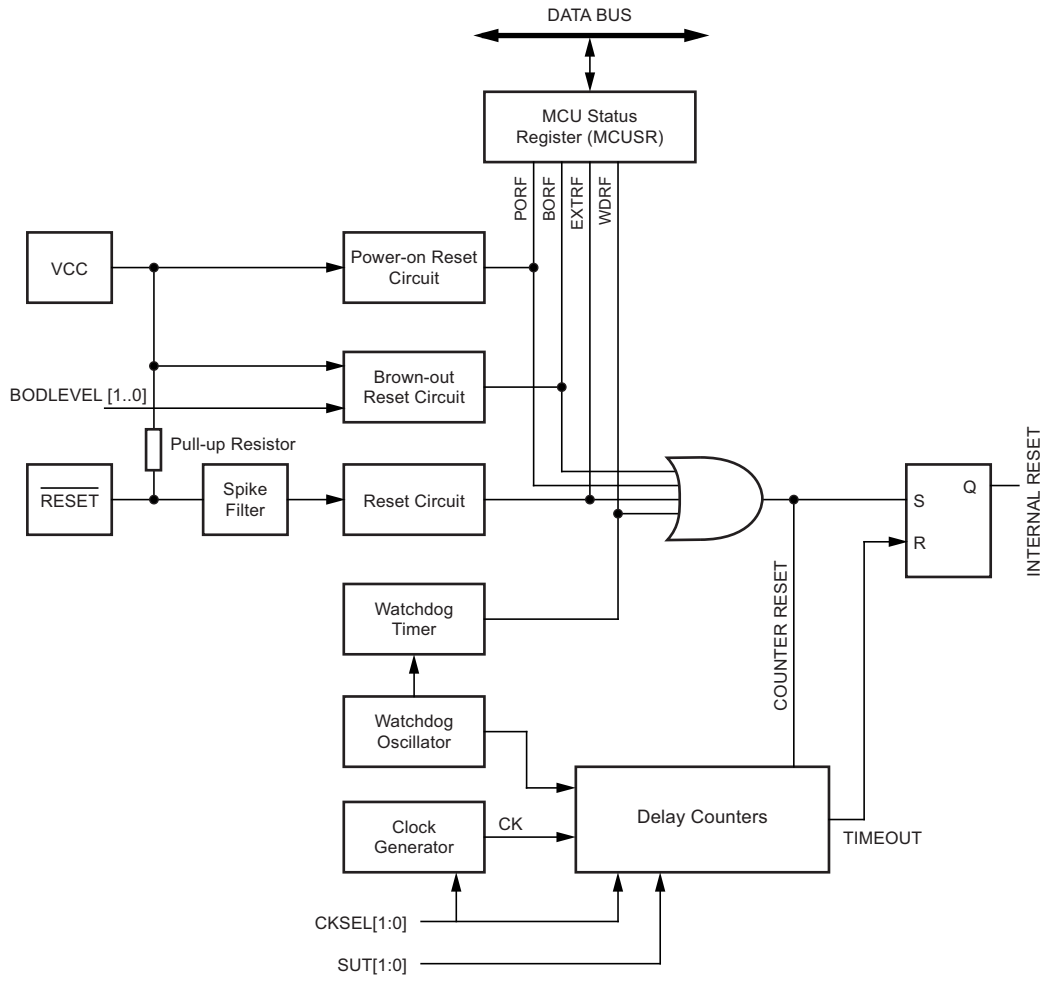 DATA BUS
MCU Status
Register (MCUSR)
PORF
BORF
EXTRF
WDRF
VCC
Power-on Reset
Circuit
BODLEVEL [1..0]
Brown-out
Reset Circuit
Pull-up Resistor
RESET
Spike
Filter
Reset Circuit
S
Q
R
INTERNAL RESET
Watchdog
Timer
COUNTER RESET
Watchdog
Oscillator
Clock
Generator
CK
Delay Counters
TIMEOUT
CKSEL[1:0]
SUT[1:0]